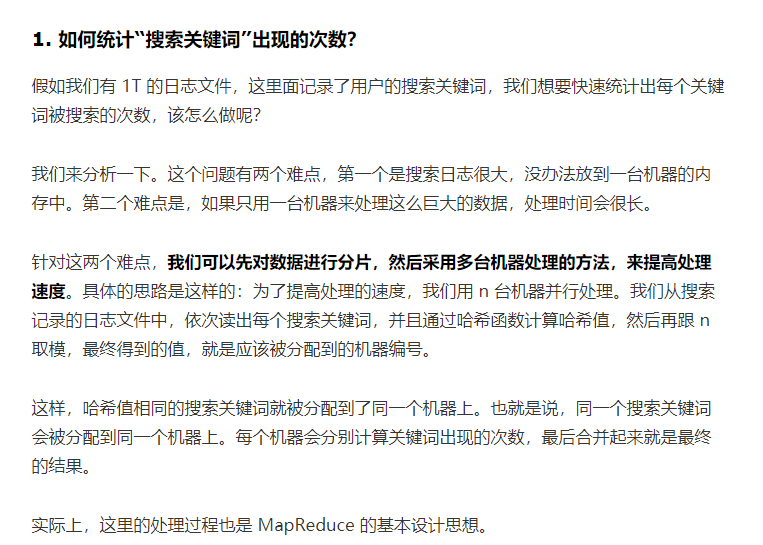 1. 如何统计“搜索关键词”出现的次数？
假如我们有 1T 的日志文件，这里面记录了用户的搜索关键词，我们想要快速统计出每个关键
词被搜索的次数，该怎么做呢？
我们来分析一下。这个问题有两个难点，第一个是搜索日志很大，没办法放到一台机器的内
存中。第二个难点是，如果只用一台机器来处理这么巨大的数据，处理时间会很长。
针对这两个难点，我们可以先对数据进行分片，然后采用多台机器处理的方法，来提高处理
速度。具体的思路是这样的：为了提高处理的速度，我们用 n 台机器并行处理。我们从搜索
记录的日志文件中，依次读出每个搜索关键词，并且通过哈希函数计算哈希值，然后再跟 n
取模，最终得到的值，就是应该被分配到的机器编号。
这样，哈希值相同的搜索关键词就被分配到了同一个机器上。也就是说，同一个搜索关键词
会被分配到同一个机器上。每个机器会分别计算关键词出现的次数，最后合并起来就是最终
的结果。
实际上，这里的处理过程也是 MapReduce 的基本设计思想。